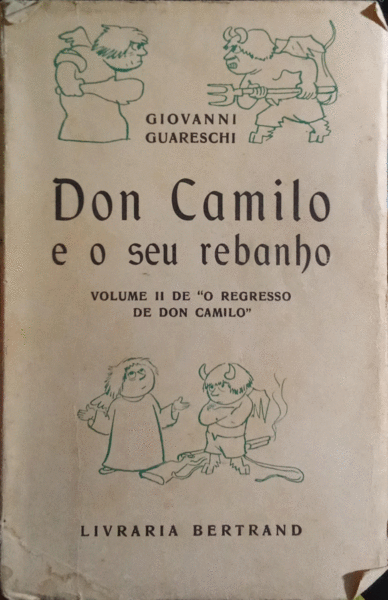 GIOVANNI
GUARESCHI
Don Camilo
e o seu rebanho
VOLUME II DE "O REGRESSO
DE DON CAMILO"
LIVRARIA BERTRAND